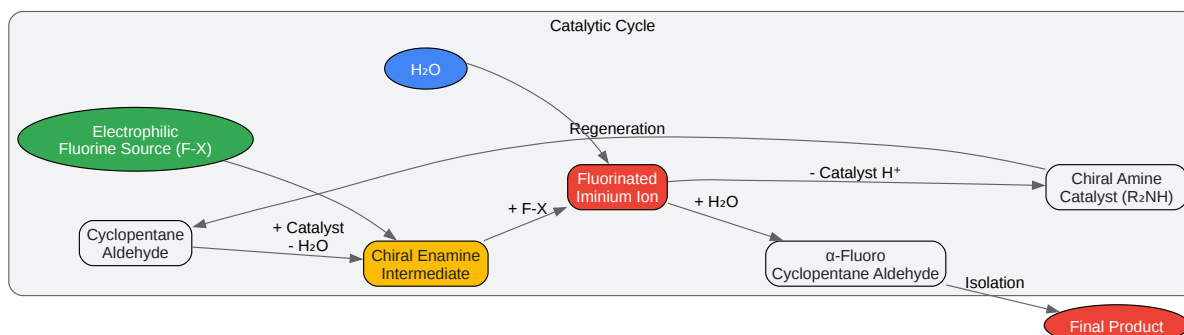 Catalytic Cycle
H₂O
Electrophilic
Fluorine Source (F-X)
Regeneration
Fluorinated
Iminium Ion
- Catalyst H⁺
Chiral Amine
Catalyst (R₂NH)
+ F-X
+ H₂O
Cyclopentane
Aldehyde
+ Catalyst
- H₂O
Chiral Enamine
Intermediate
α-Fluoro
Cyclopentane Aldehyde
Isolation
Final Product